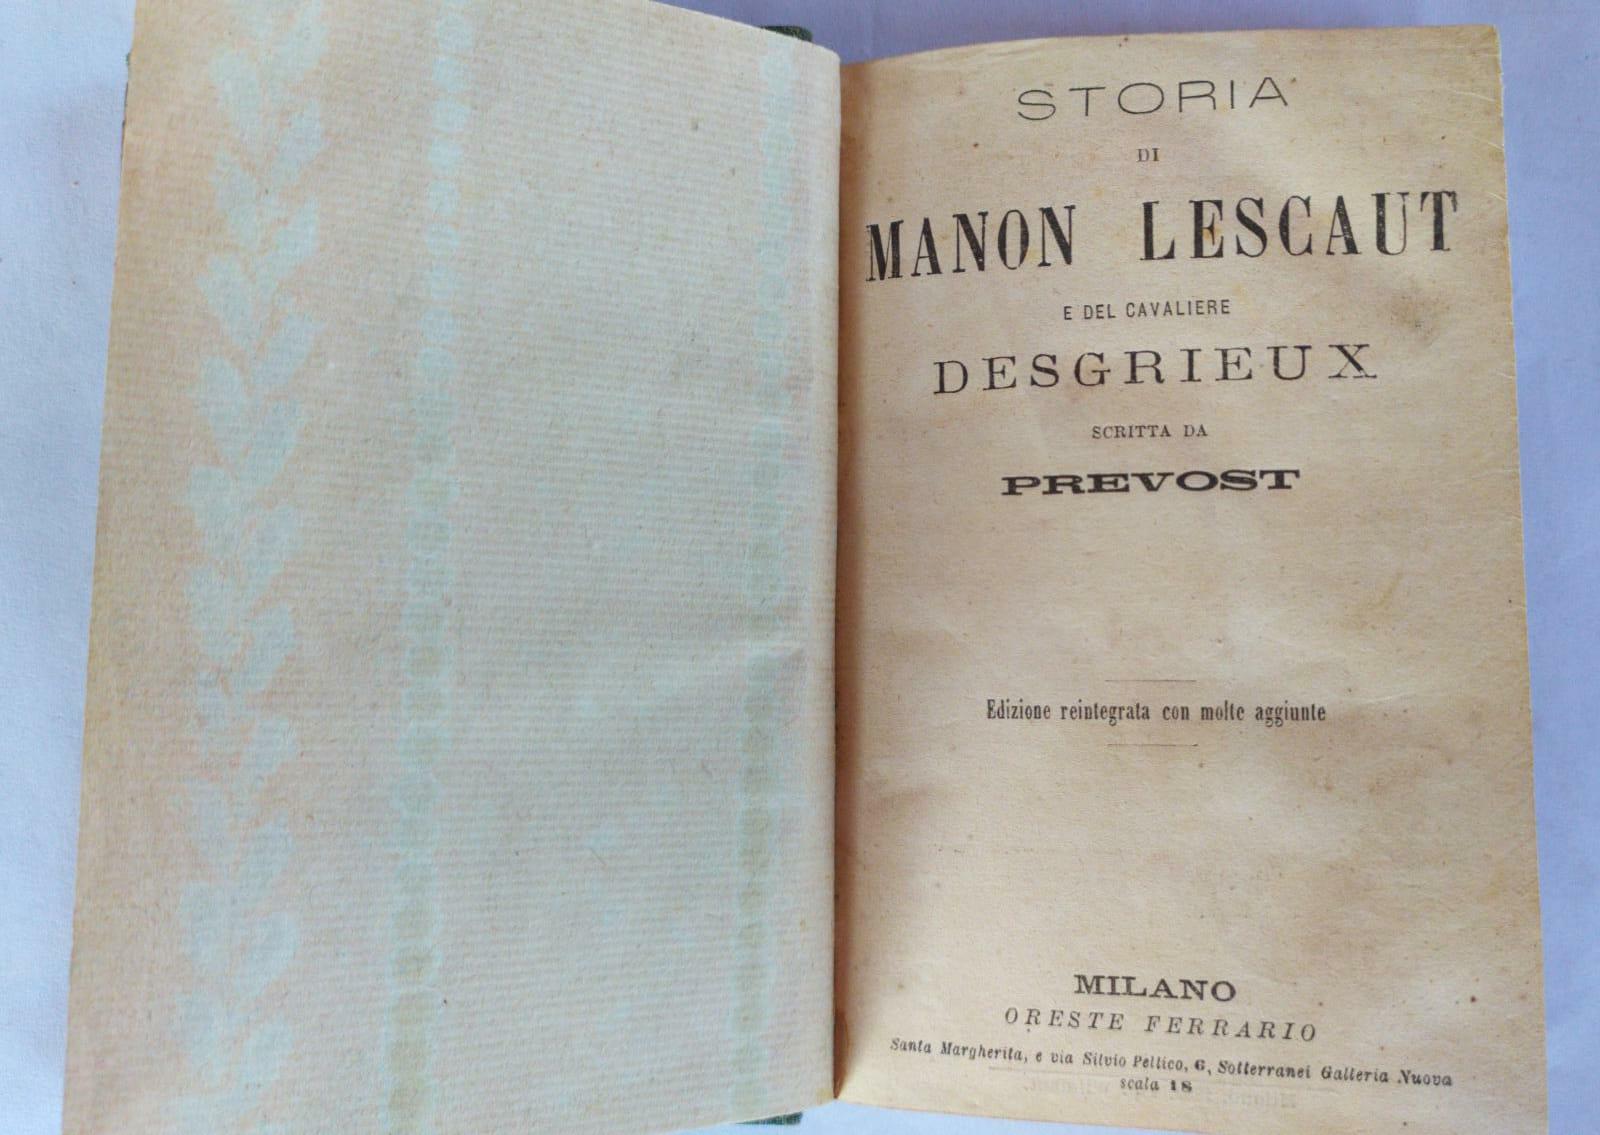 STORIA
DI
MANON LESCAUT
E DEL CAVALIERE
DESGRIEUX
SCRITTA DA
PREVOST
Edizione reintegrata con molte aggiunte
MILANO
ORESTE FERRARIO
Santa Margherita, e via Silvio Pellico, 6, Sotterranei Galleria Nuova
scala 18